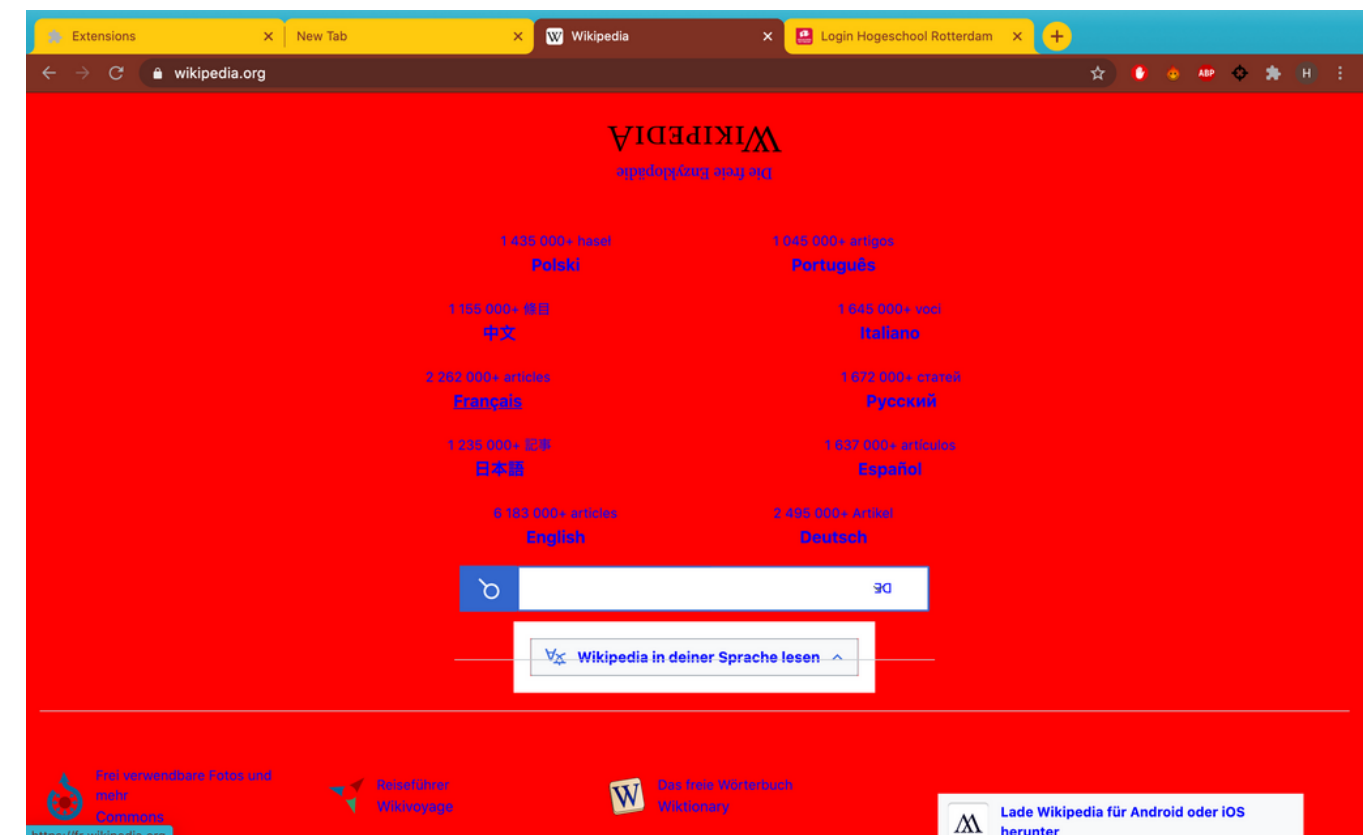 Extensions
New Tab
Wikipedia
Login Hogeschool Rotterdam
wikipedia.org
ABP
H
WIKIPEDIA
Die freie Enzyklopädie
1 435 000+ haseł
1 045 000+ artigos
Polski
Português
1 155 000+ 條目
1 645 000+ voci
中文
Italiano
2 262 000+ articles
1 672 000+ статей
Français
Русский
1 235 000+ 記事
1 637 000+ artículos
日本語
Español
6 183 000+ articles
2 495 000+ Artikel
English
Deutsch
DE
Wikipedia in deiner Sprache lesen
Frei verwendbare Fotos und
mehr
Commons
Reiseführer
Wikivoyage
W
Das freie Wörterbuch
Wiktionary
W
Lade Wikipedia für Android oder iOS
herunter
https://fr.wikipedia.org